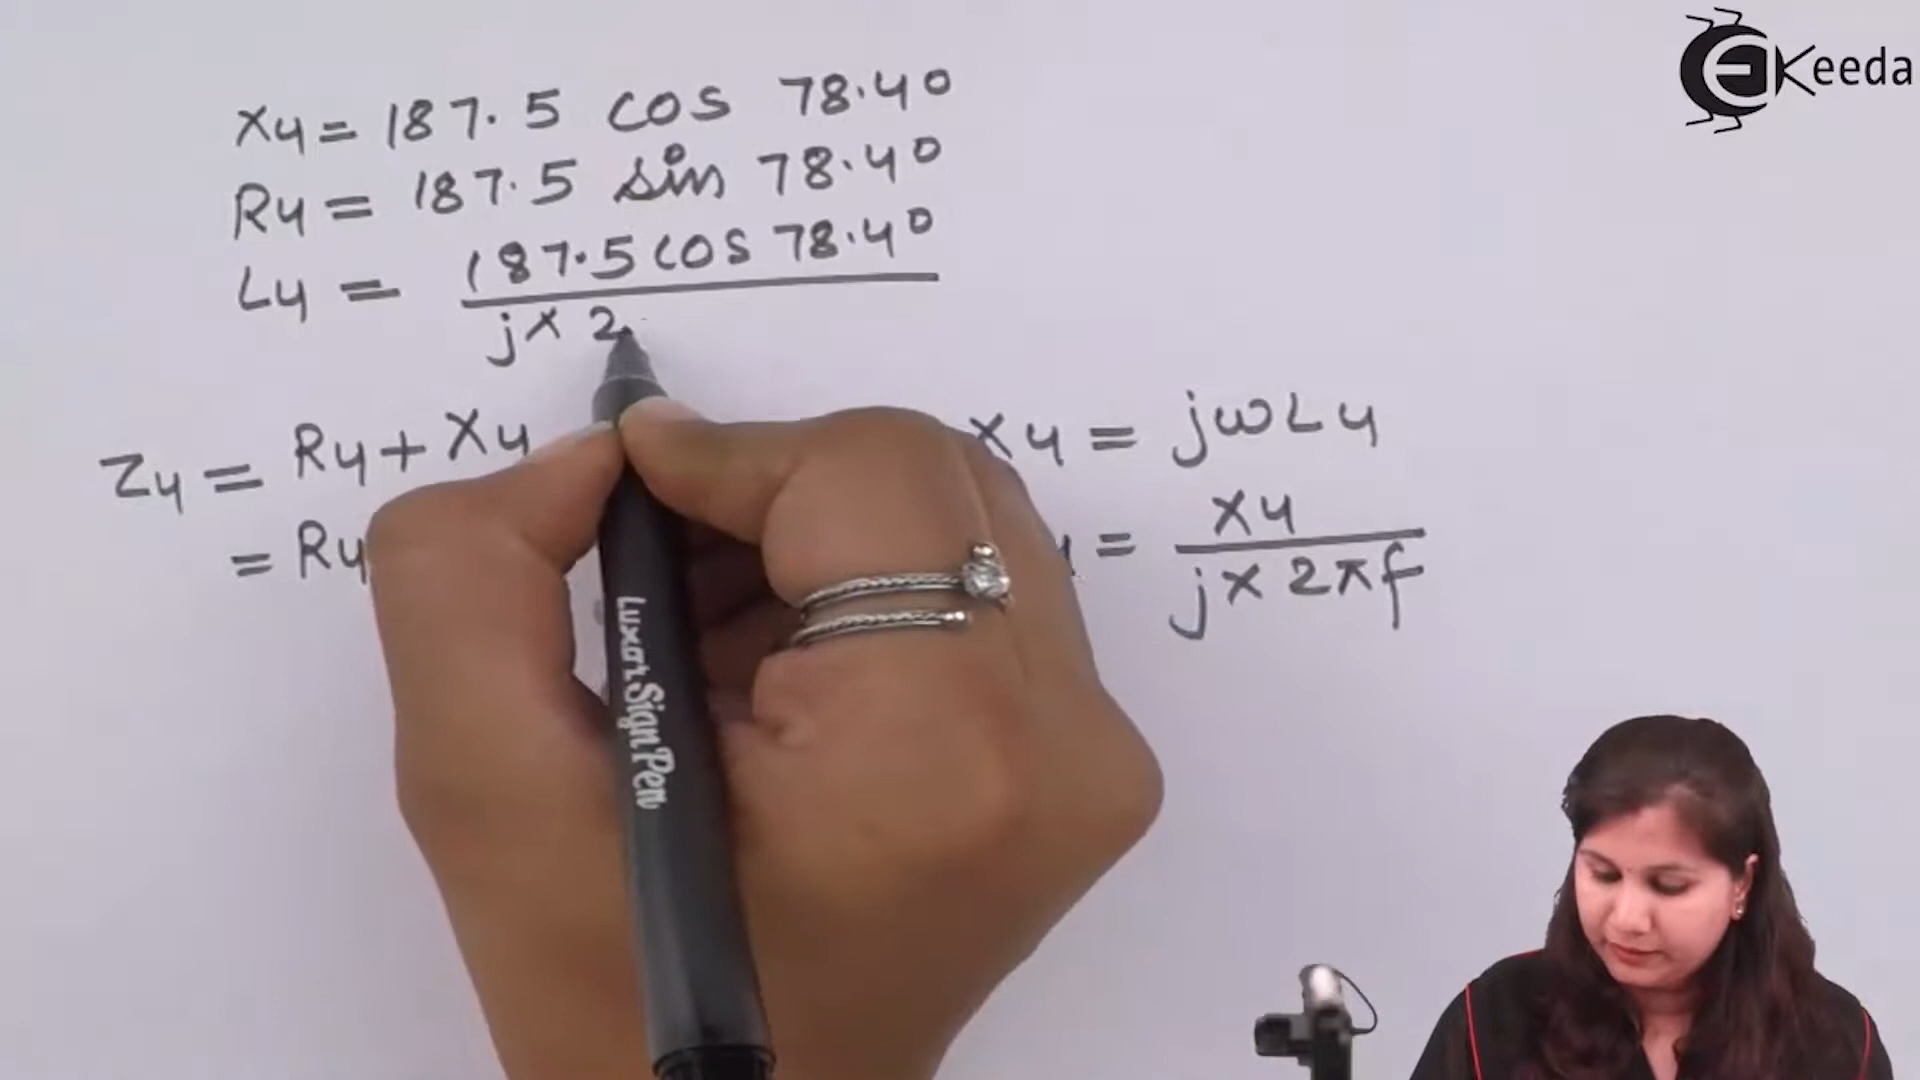 EKeeda
X4 = 187.5 cos 78.40
R4 = 187.5 sin 78.40
L4 = 187.5 cos 78.40
j x 2
Z4 = R4 + X4
X4 = jωL4
= R4
= X4
j x 2πf
Luxor Sign Pen